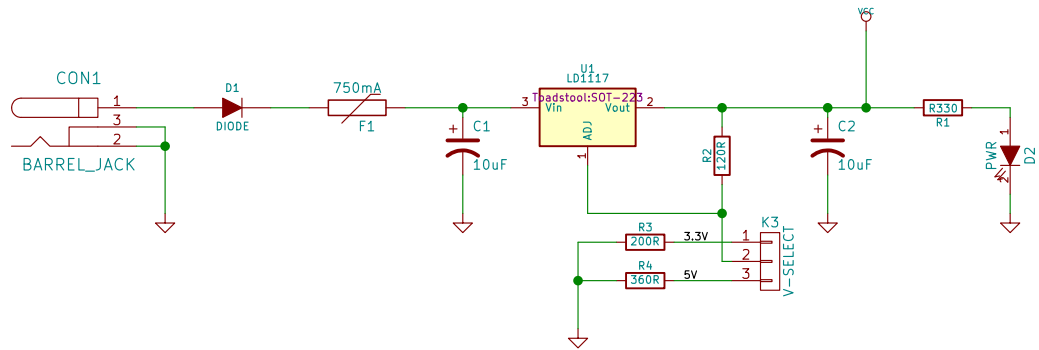 VCC
CON1
1
3
2
BARREL_JACK
D1
DIODE
750mA
F1
+
C1
10uF
U1
LD1117
Toadstool:SOT-223
3
Vin
Vout
2
ADJ
1
R2
120R
+
C2
10uF
R330
R1
1
PWR
D2
2
R3
200R
3.3V
R4
360R
5V
K3
1
2
3
V-SELECT